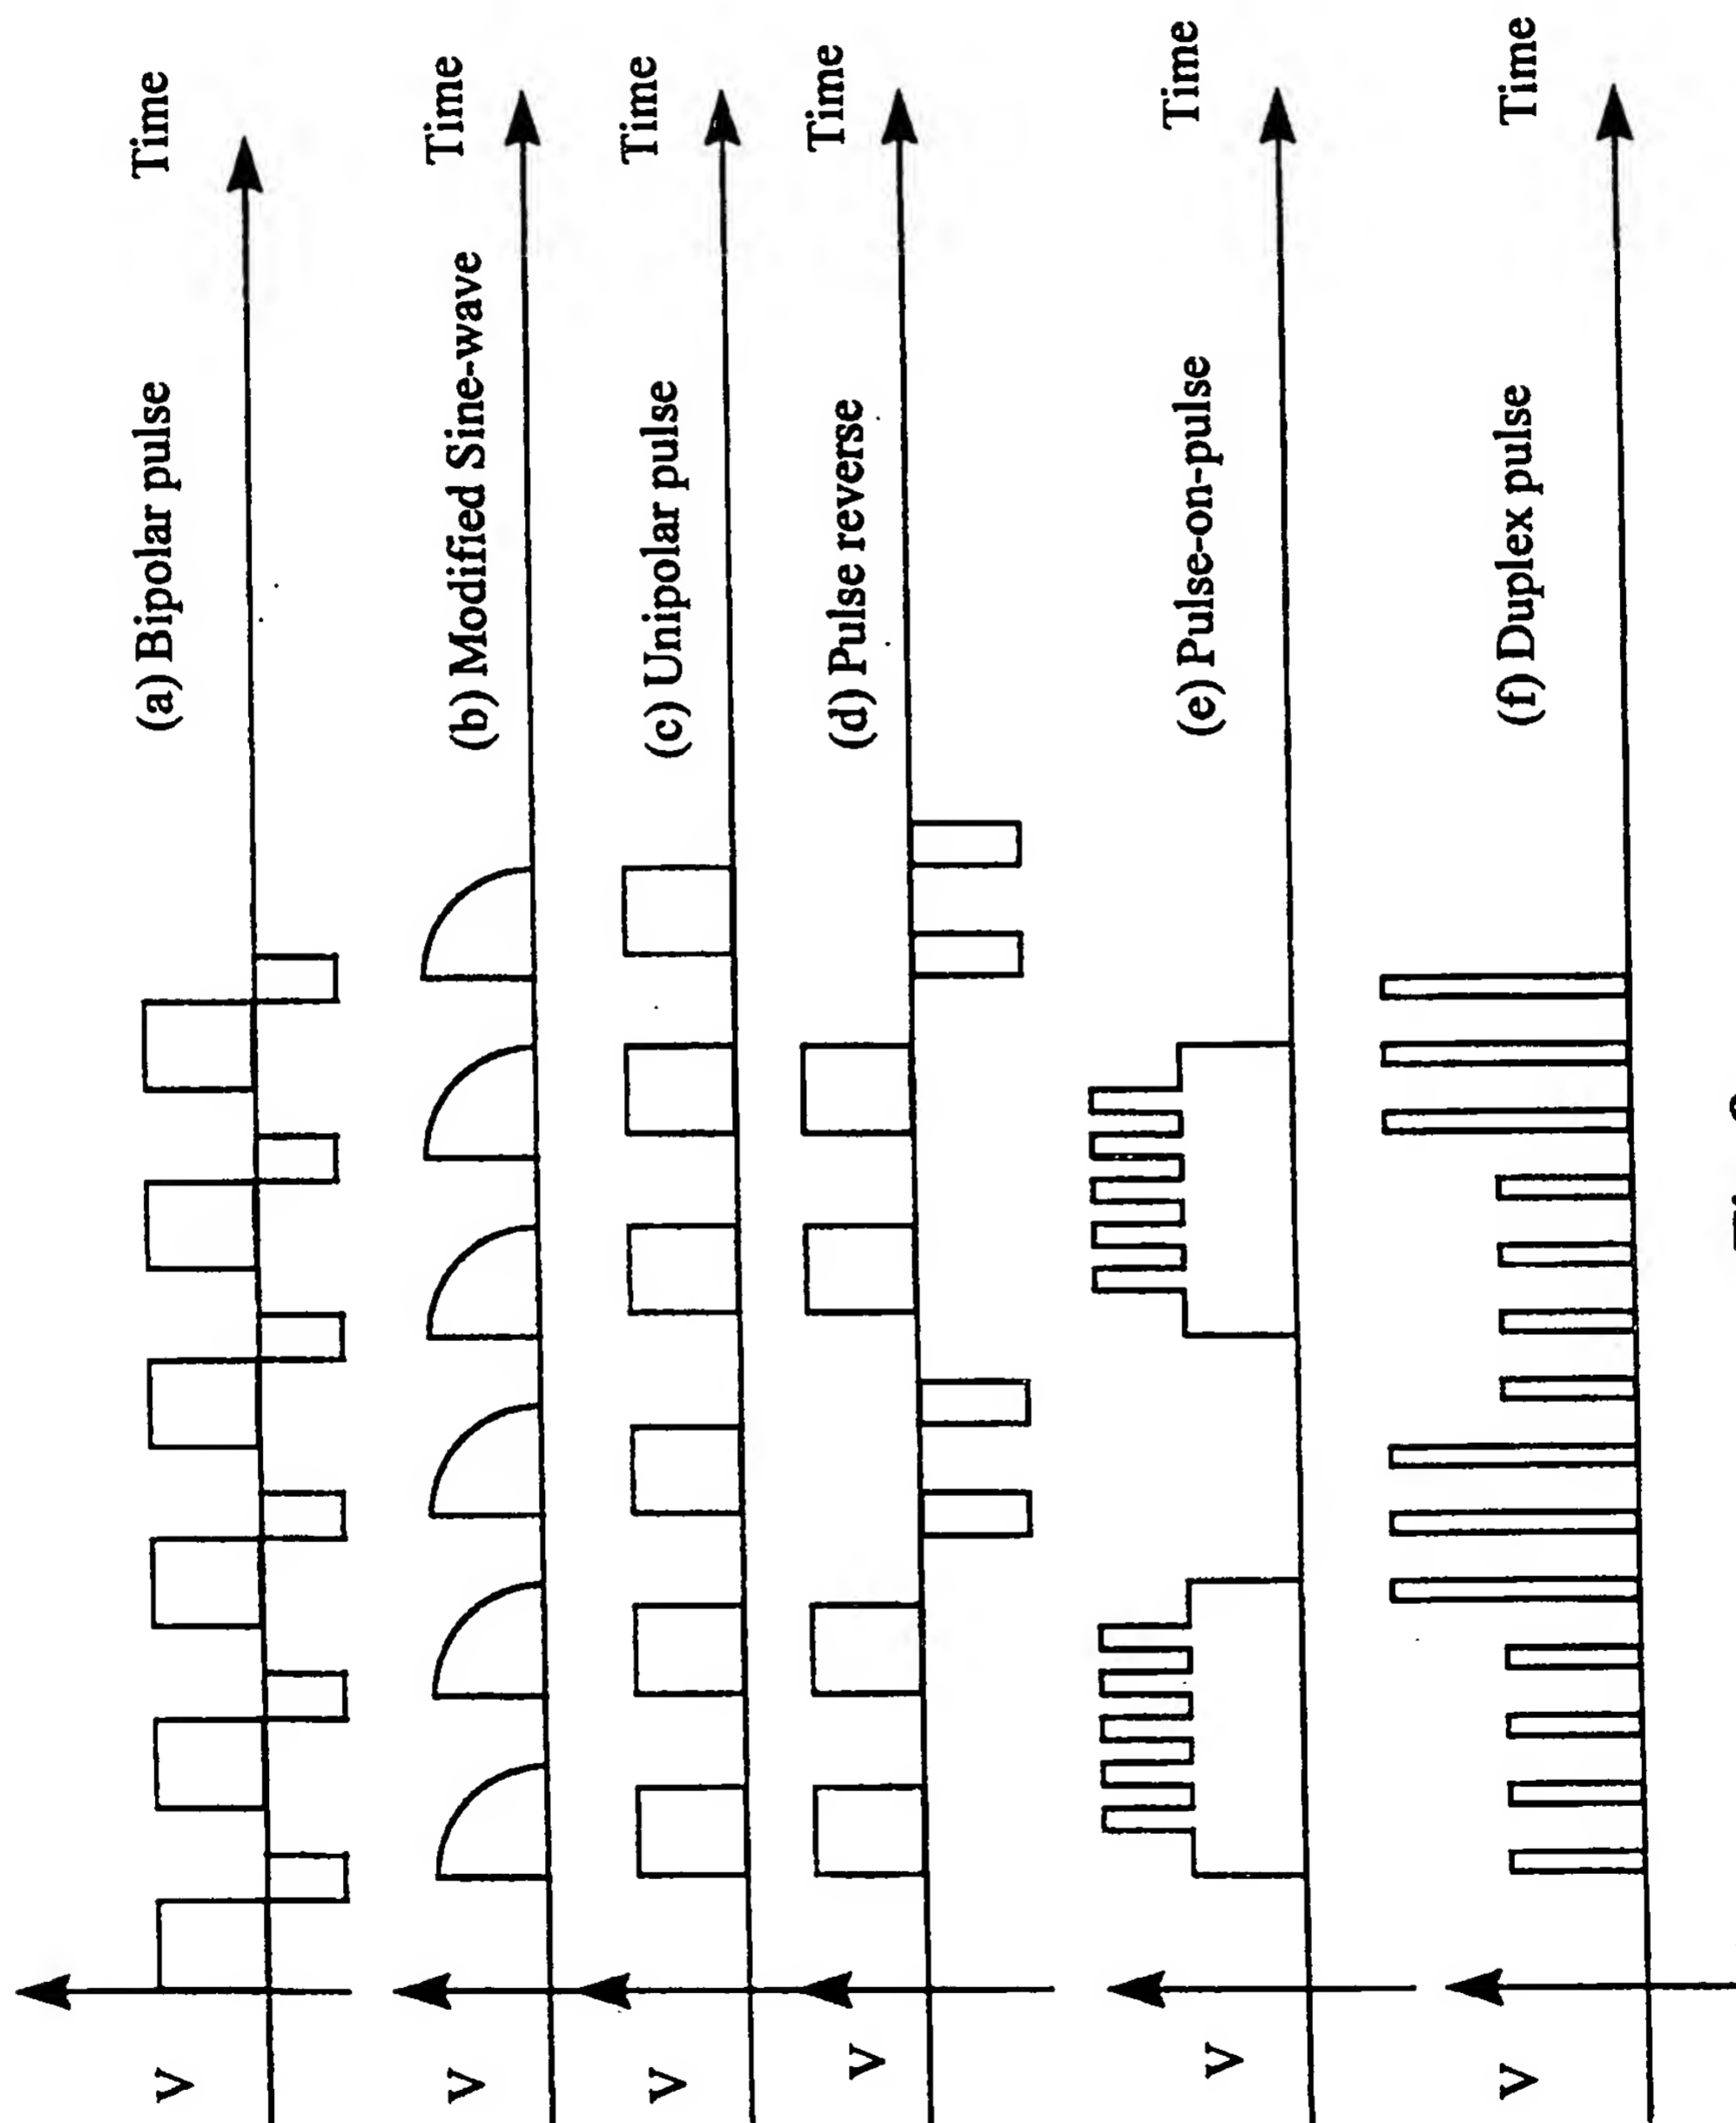 V
(a) Bipolar pulse
Time
V
(b) Modified Sine-wave
Time
V
(c) Unipolar pulse
Time
V
(d) Pulse reverse
Time
V
(e) Pulse-on-pulse
Time
V
(f) Duplex pulse
Time